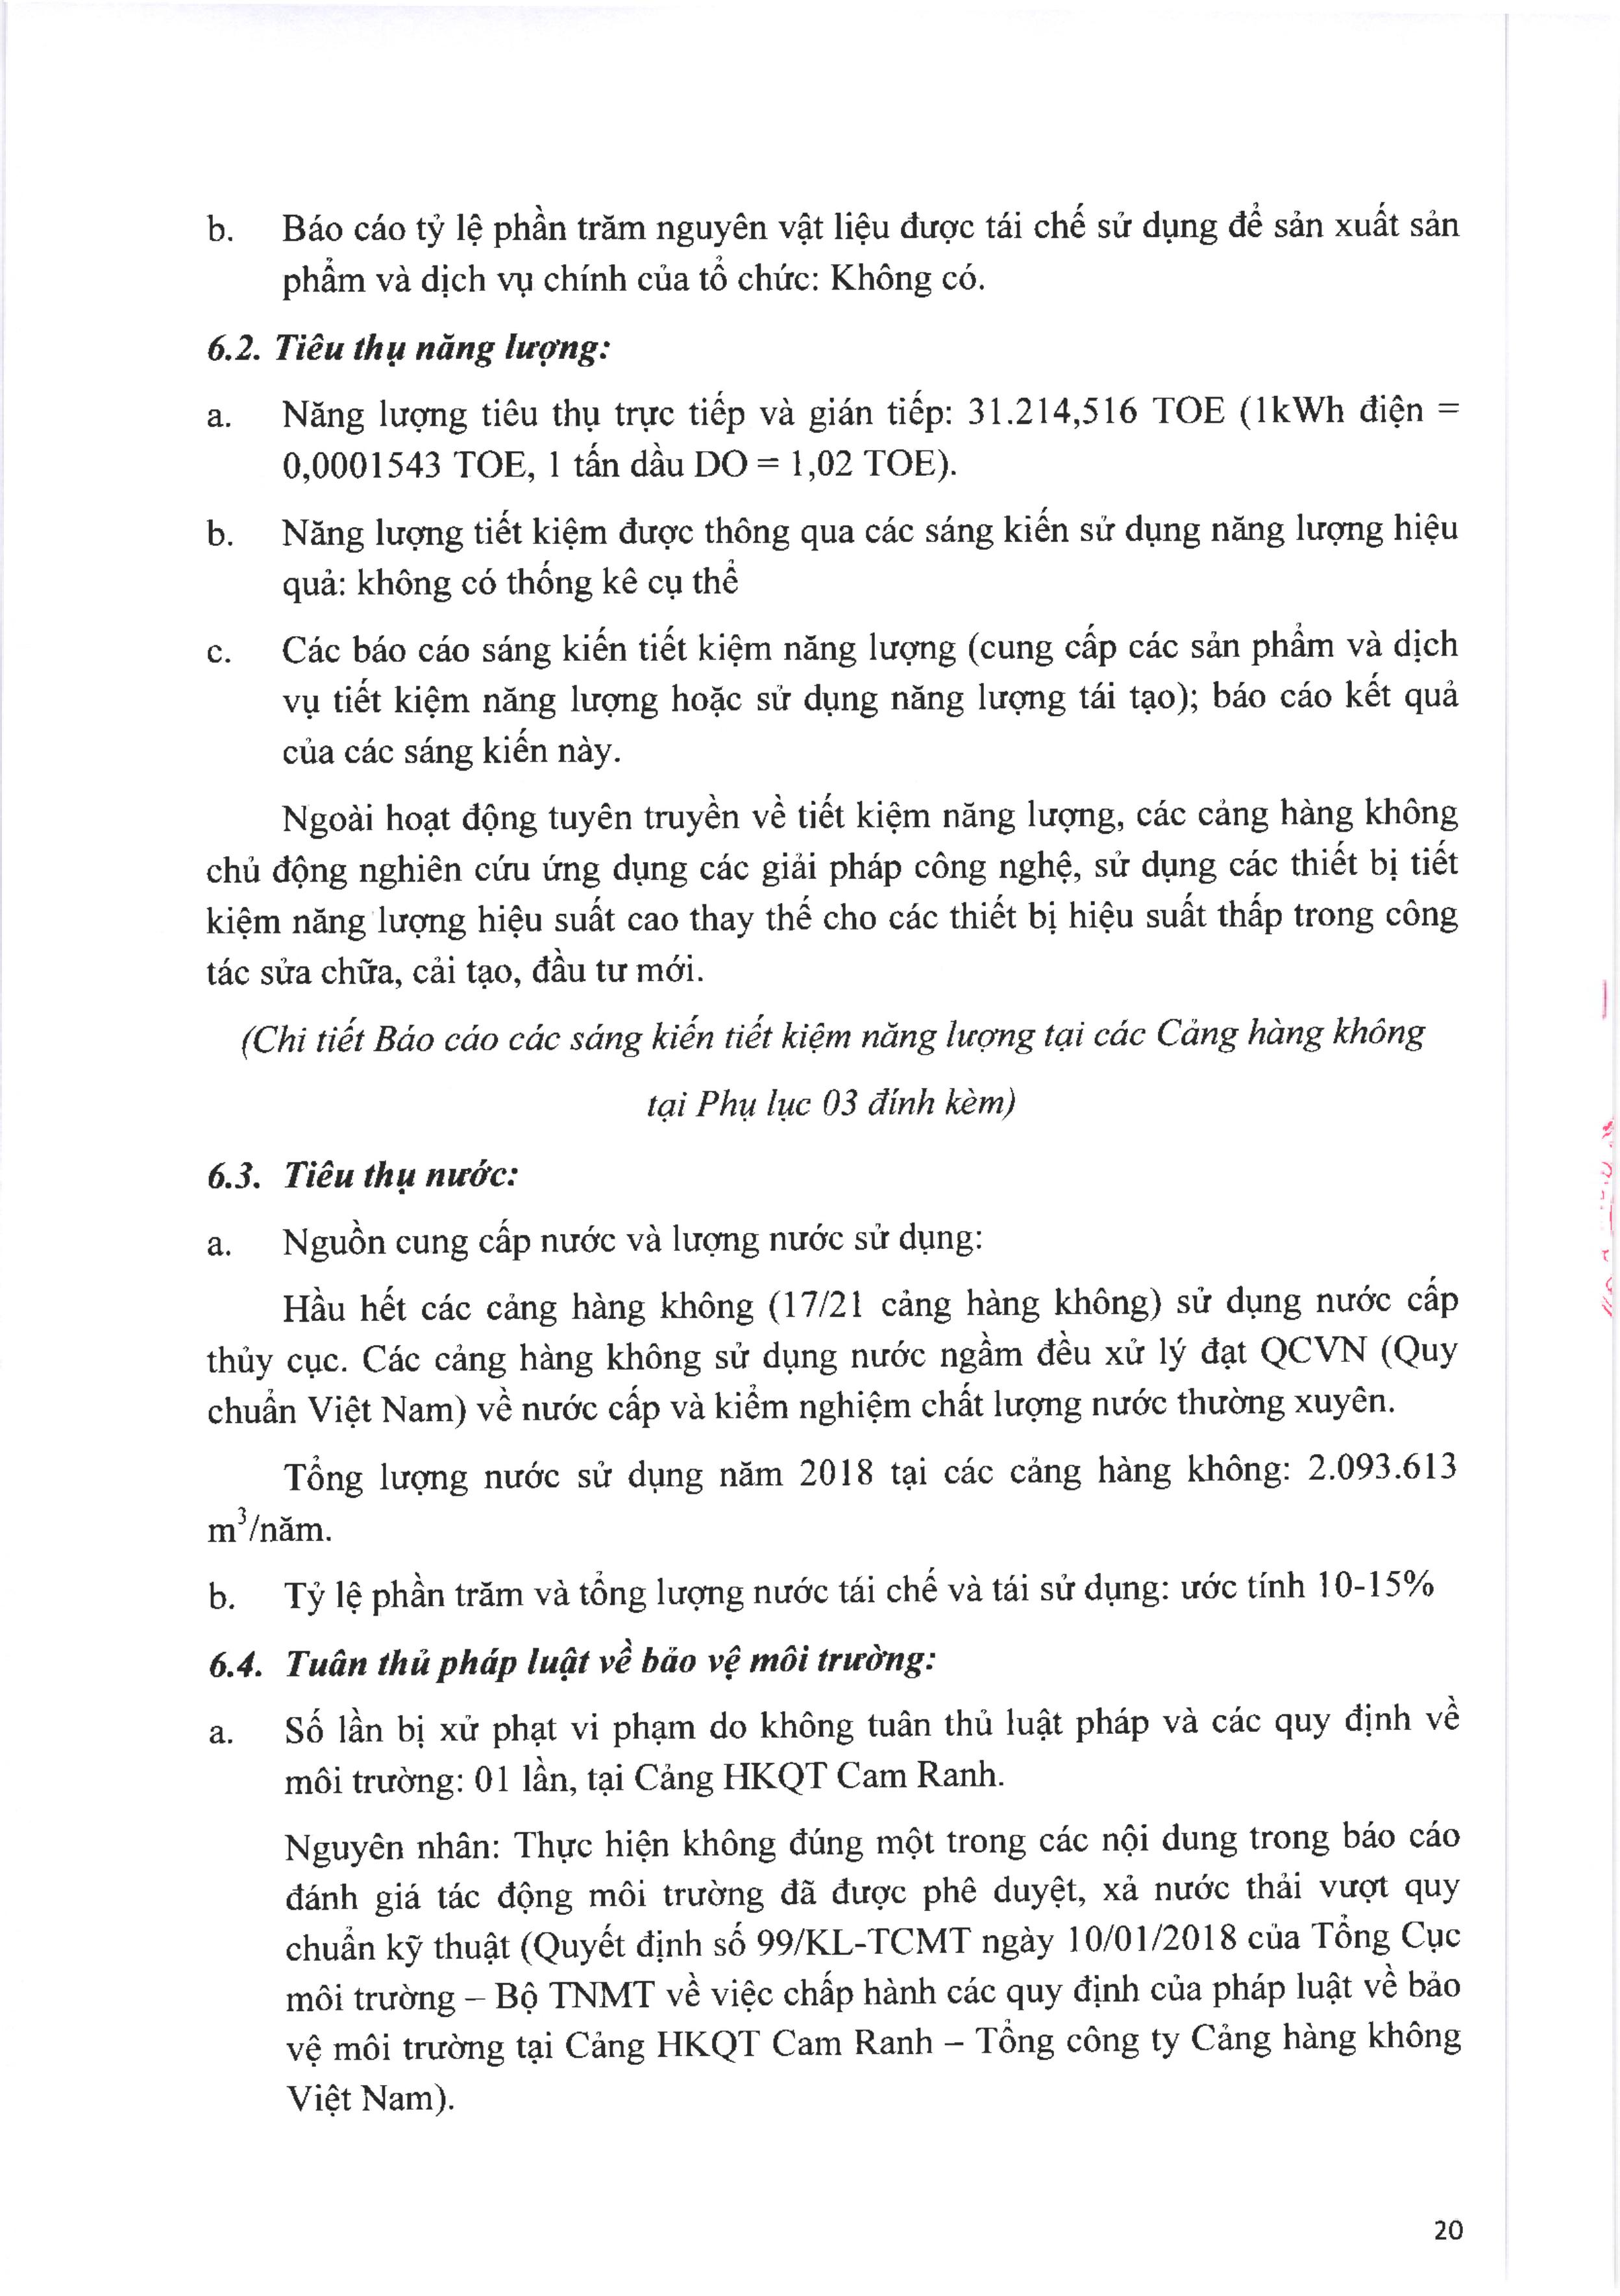 b. Báo cáo tỷ lệ phần trăm nguyên vật liệu được tái chế sử dụng để sản xuất sản
phẩm và dịch vụ chính của tổ chức: Không có.
6.2. Tiêu thụ năng lượng:
a. Năng lượng tiêu thụ trực tiếp và gián tiếp: 31.214,516 TOE (1kWh điện =
0,0001543 TOE, 1 tấn dầu DO = 1,02 TOE).
b. Năng lượng tiết kiệm được thông qua các sáng kiến sử dụng năng lượng hiệu
quả: không có thống kê cụ thể
c. Các báo cáo sáng kiến tiết kiệm năng lượng (cung cấp các sản phẩm và dịch
vụ tiết kiệm năng lượng hoặc sử dụng năng lượng tái tạo); báo cáo kết quả
của các sáng kiến này.
Ngoài hoạt động tuyên truyền về tiết kiệm năng lượng, các cảng hàng không
chủ động nghiên cứu ứng dụng các giải pháp công nghệ, sử dụng các thiết bị tiết
kiệm năng lượng hiệu suất cao thay thế cho các thiết bị hiệu suất thấp trong công
tác sửa chữa, cải tạo, đầu tư mới.
(Chi tiết Báo cáo các sáng kiến tiết kiệm năng lượng tại các Cảng hàng không
tại Phụ lục 03 đính kèm)
6.3. Tiêu thụ nước:
a. Nguồn cung cấp nước và lượng nước sử dụng:
Hầu hết các cảng hàng không (17/21 cảng hàng không) sử dụng nước cấp
thủy cục. Các cảng hàng không sử dụng nước ngầm đều xử lý đạt QCVN (Quy
chuẩn Việt Nam) về nước cấp và kiểm nghiệm chất lượng nước thường xuyên.
Tổng lượng nước sử dụng năm 2018 tại các cảng hàng không: 2.093.613
m³/năm.
b. Tỷ lệ phần trăm và tổng lượng nước tái chế và tái sử dụng: ước tính 10-15%
6.4. Tuân thủ pháp luật về bảo vệ môi trường:
a. Số lần bị xử phạt vi phạm do không tuân thủ luật pháp và các quy định về
môi trường: 01 lần, tại Cảng HKQT Cam Ranh.
Nguyên nhân: Thực hiện không đúng một trong các nội dung trong báo cáo
đánh giá tác động môi trường đã được phê duyệt, xả nước thải vượt quy
chuẩn kỹ thuật (Quyết định số 99/KL-TCMT ngày 10/01/2018 của Tổng Cục
môi trường – Bộ TNMT về việc chấp hành các quy định của pháp luật về bảo
vệ môi trường tại Cảng HKQT Cam Ranh – Tổng công ty Cảng hàng không
Việt Nam).
20